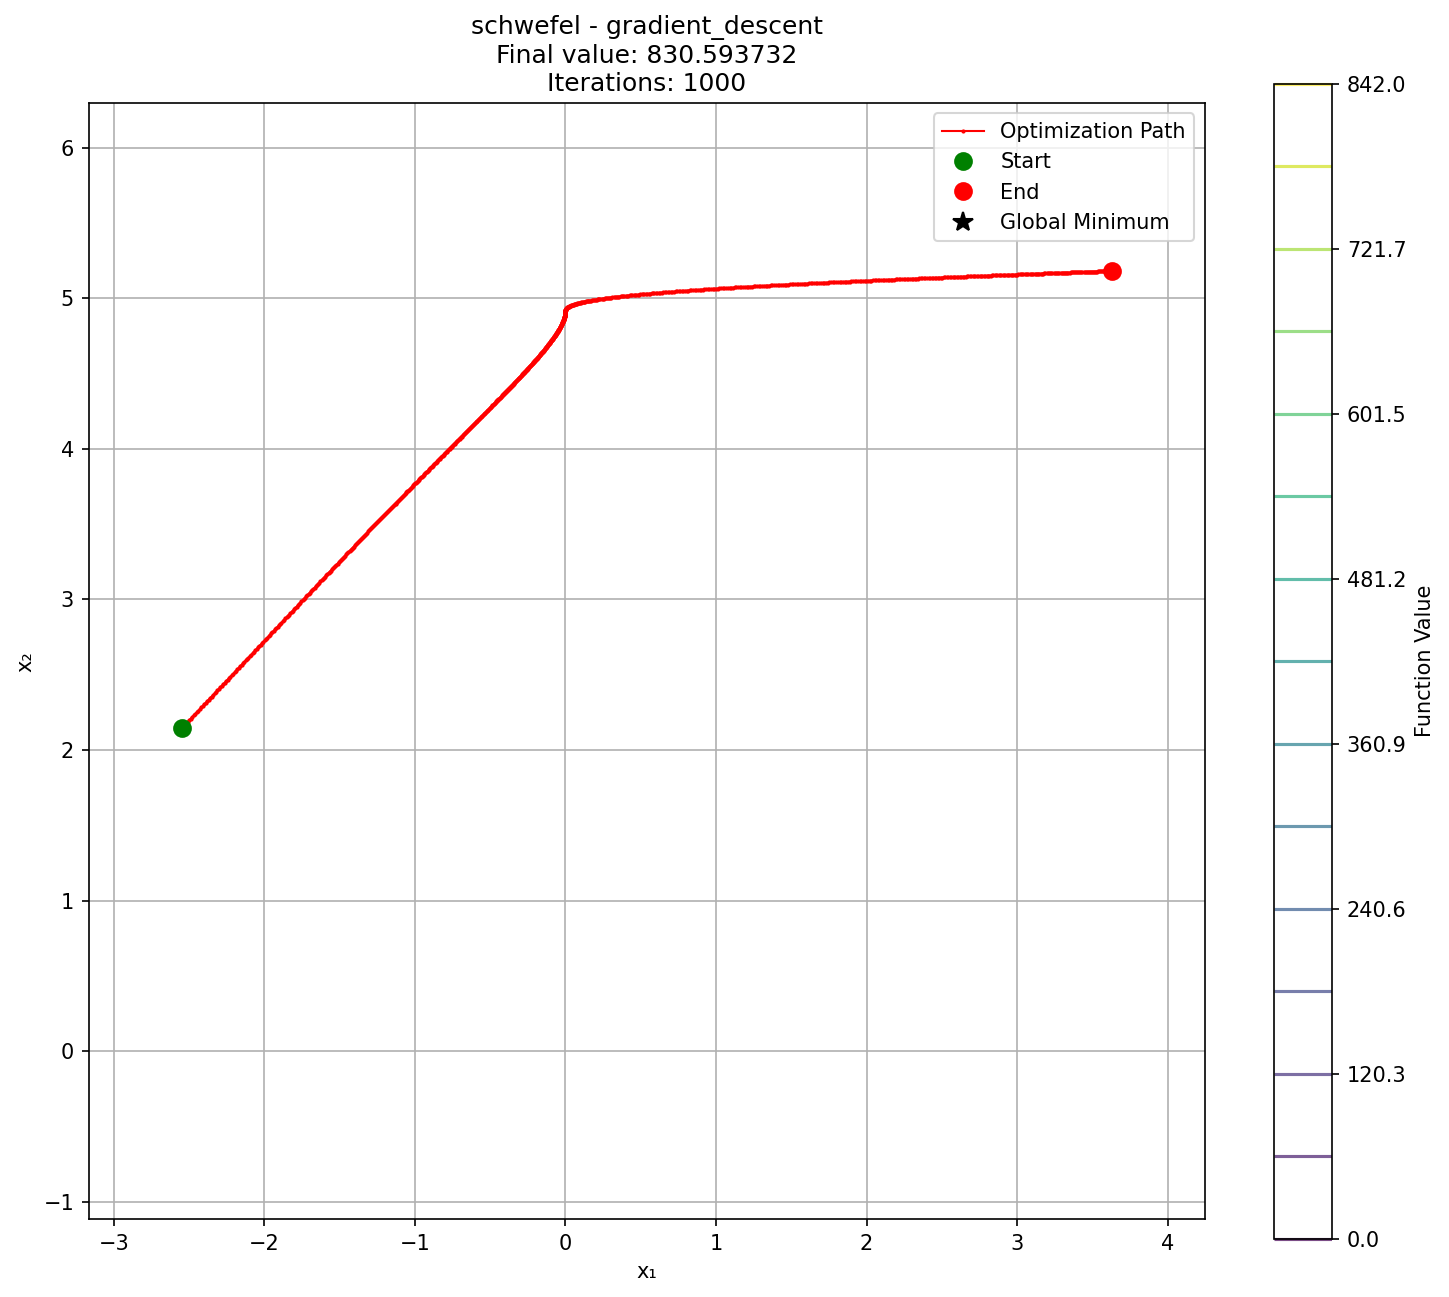 schwefel - gradient_descent
Final value: 830.593732
Iterations: 1000
Optimization Path
Start
End
Global Minimum
6
5
4
3
2
1
0
−1
x₂
−3
−2
−1
0
1
2
3
4
x₁
842.0
721.7
601.5
481.2
360.9
240.6
120.3
0.0
Function Value